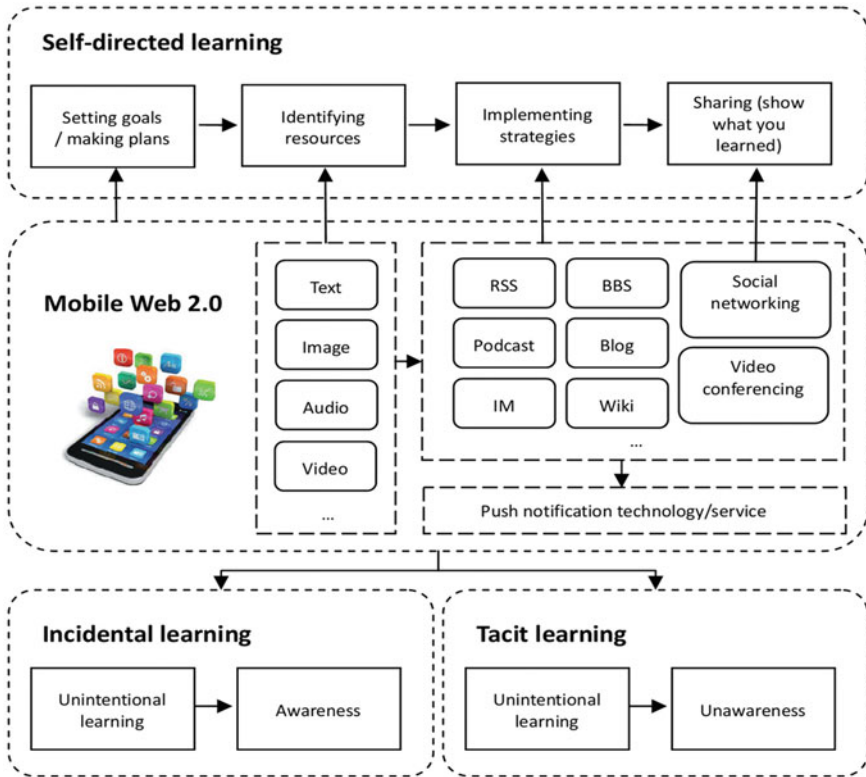 Self-directed learning
Setting goals
/ making plans
Identifying
resources
Implementing
strategies
Sharing (show
what you
learned)
Mobile Web 2.0
Text
Image
Audio
Video
...
RSS
BBS
Podcast
Blog
IM
Wiki
Social
networking
Video
conferencing
...
Push notification technology/service
Incidental learning
Unintentional
learning
Awareness
Tacit learning
Unintentional
learning
Unawareness